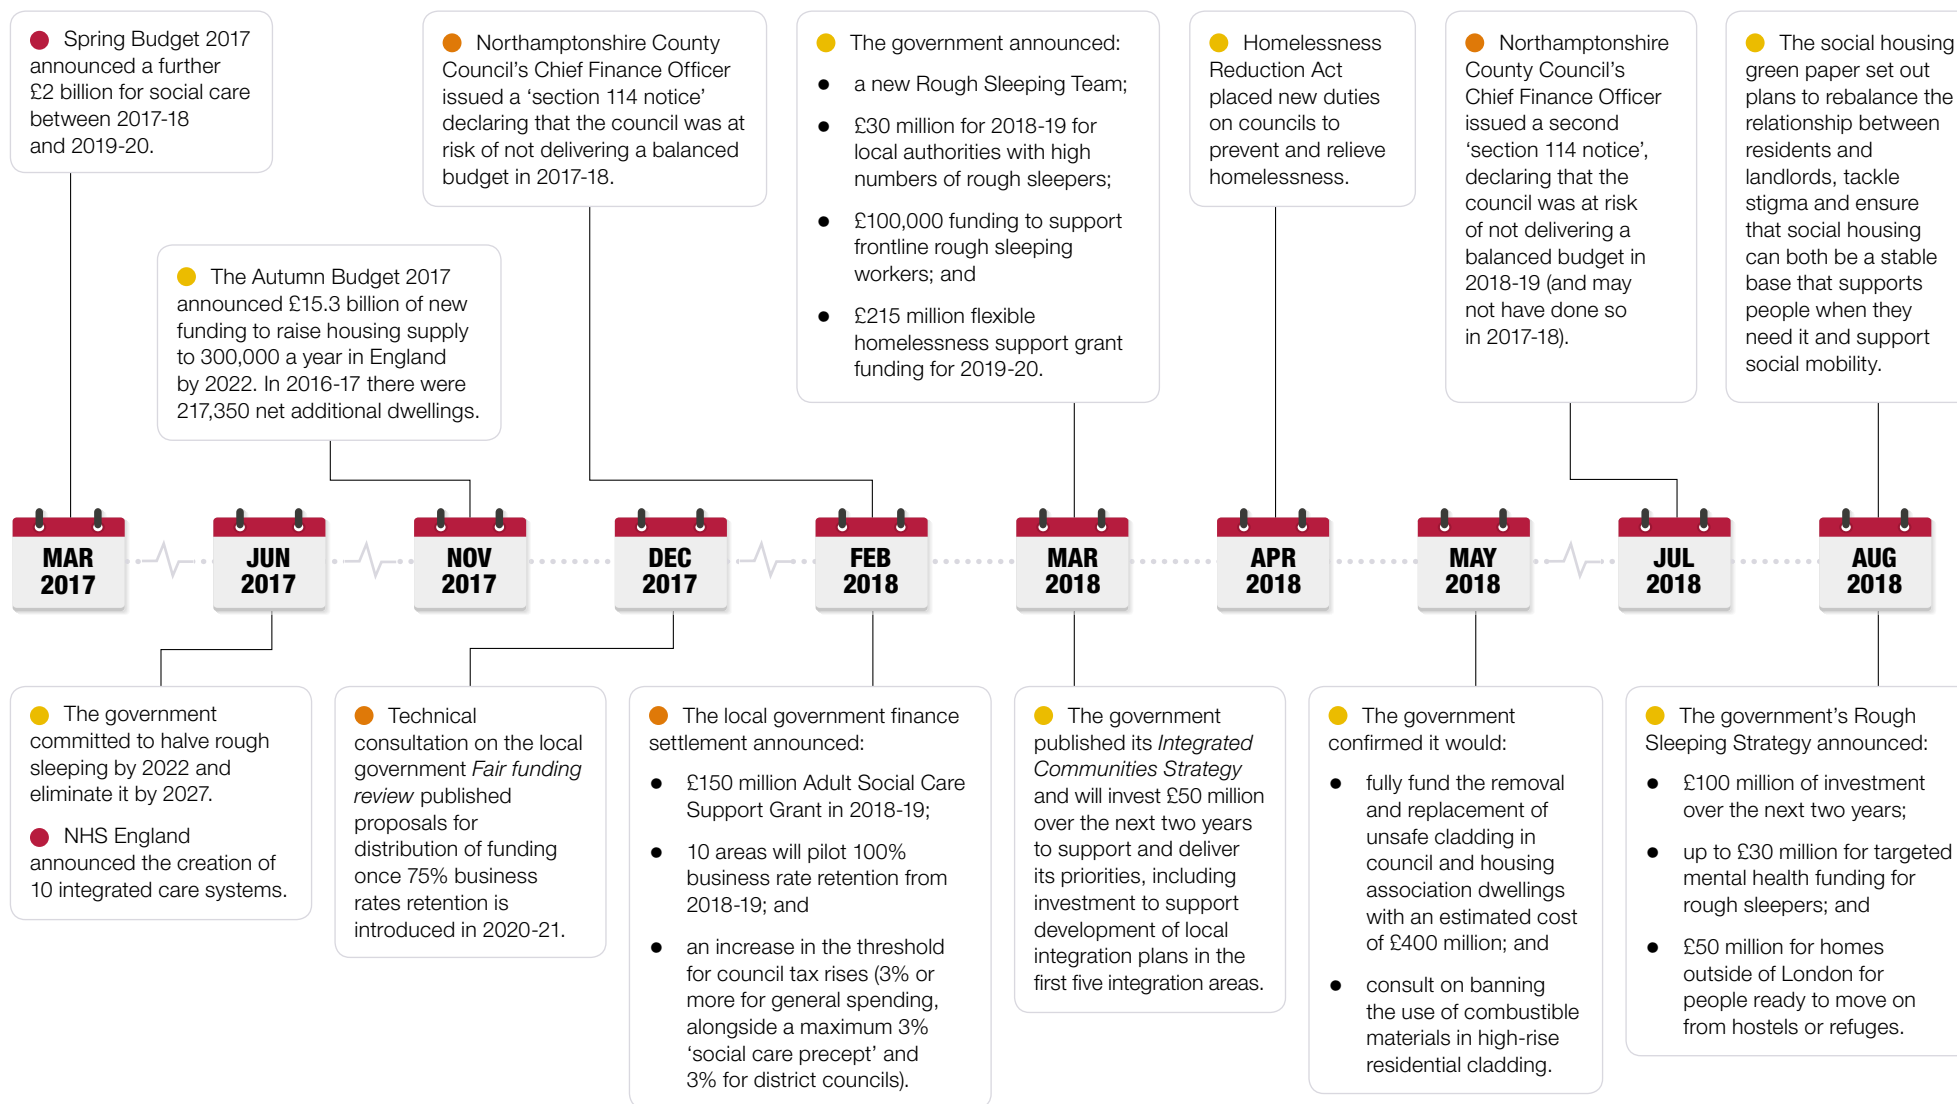 Spring Budget 2017
announced a further
£2 billion for social care
between 2017-18
and 2019-20.
The Autumn Budget 2017
announced £15.3 billion of new
funding to raise housing supply
to 300,000 a year in England
by 2022. In 2016-17 there were
217,350 net additional dwellings.
Northamptonshire County
Council's Chief Finance Officer
issued a 'section 114 notice'
declaring that the council was at
risk of not delivering a balanced
budget in 2017-18.
The government announced:
● a new Rough Sleeping Team;
● £30 million for 2018-19 for
local authorities with high
numbers of rough sleepers;
● £100,000 funding to support
frontline rough sleeping
workers; and
● £215 million flexible
homelessness support grant
funding for 2019-20.
Homelessness
Reduction Act
placed new duties
on councils to
prevent and relieve
homelessness.
Northamptonshire
County Council's
Chief Finance Officer
issued a second
'section 114 notice',
declaring that the
council was at risk
of not delivering a
balanced budget in
2018-19 (and may
not have done so
in 2017-18).
The social housing
green paper set out
plans to rebalance the
relationship between
residents and
landlords, tackle
stigma and ensure
that social housing
can both be a stable
base that supports
people when they
need it and support
social mobility.
MAR
2017
JUN
2017
NOV
2017
DEC
2017
FEB
2018
MAR
2018
APR
2018
MAY
2018
JUL
2018
AUG
2018
The government
committed to halve rough
sleeping by 2022 and
eliminate it by 2027.
NHS England
announced the creation of
10 integrated care systems.
Technical
consultation on the local
government Fair funding
review published
proposals for
distribution of funding
once 75% business
rates retention is
introduced in 2020-21.
The local government finance
settlement announced:
● £150 million Adult Social Care
Support Grant in 2018-19;
● 10 areas will pilot 100%
business rate retention from
2018-19; and
● an increase in the threshold
for council tax rises (3% or
more for general spending,
alongside a maximum 3%
'social care precept' and
3% for district councils).
The government
published its Integrated
Communities Strategy
and will invest £50 million
over the next two years
to support and deliver
its priorities, including
investment to support
development of local
integration plans in the
first five integration areas.
The government
confirmed it would:
● fully fund the removal
and replacement of
unsafe cladding in
council and housing
association dwellings
with an estimated cost
of £400 million; and
● consult on banning
the use of combustible
materials in high-rise
residential cladding.
The government's Rough
Sleeping Strategy announced:
● £100 million of investment
over the next two years;
● up to £30 million for targeted
mental health funding for
rough sleepers; and
● £50 million for homes
outside of London for
people ready to move on
from hostels or refuges.